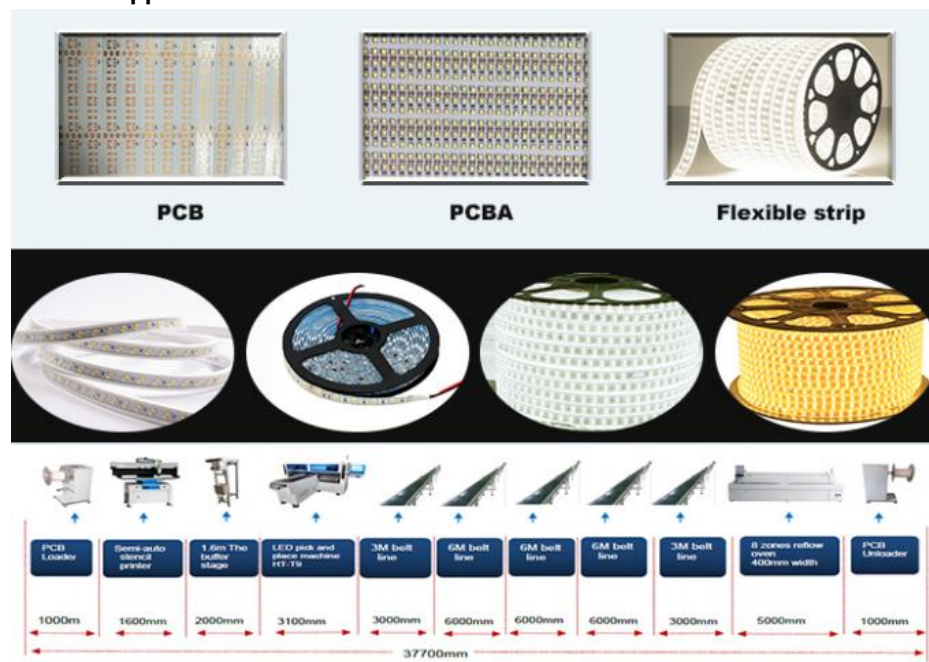 PCB
PCBA
Flexible strip
PCB
Loader
Semi-auto
stencil
printer
1.6m The
buffer
stage
LED pick and
place machine
HT-T9
3M belt
line
6M belt
line
6M belt
line
6M belt
line
3M belt
line
8 zones reflow
oven
400mm width
PCB
Unloader
1000m
1600mm
2000mm
3100mm
3000mm
6000mm
6000mm
6000mm
3000mm
5000mm
1000mm
37700mm